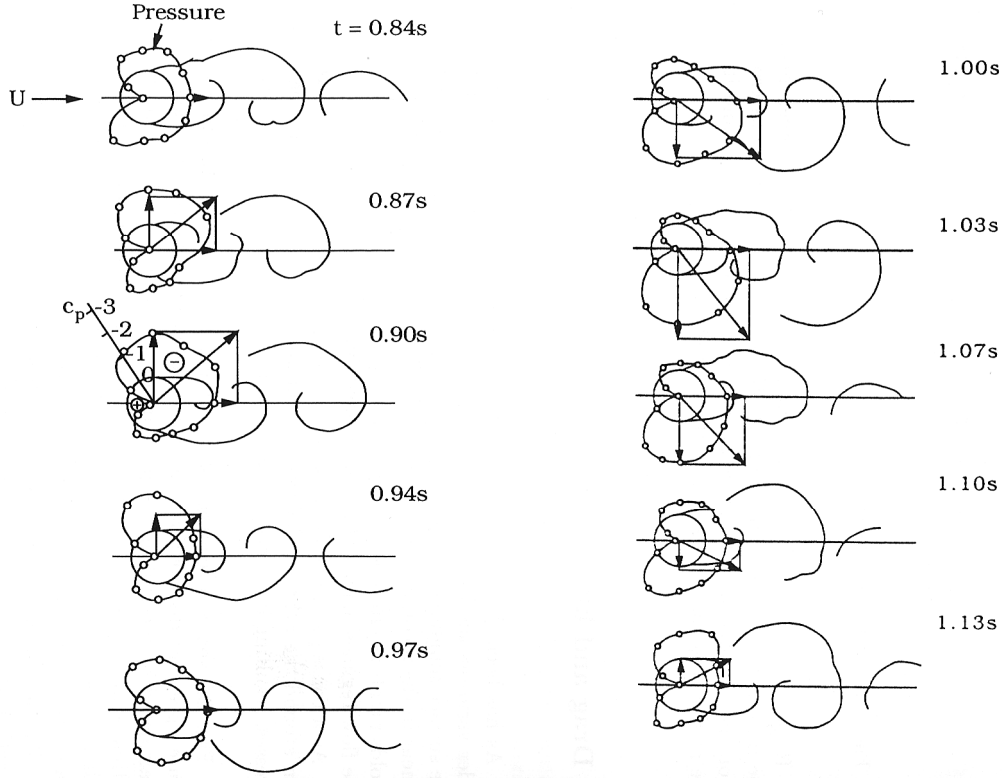 Pressure
t = 0.84s
U
0.87s
cp -3
-2
-1
0
−
+
0.90s
0.94s
0.97s
1.00s
1.03s
1.07s
1.10s
1.13s